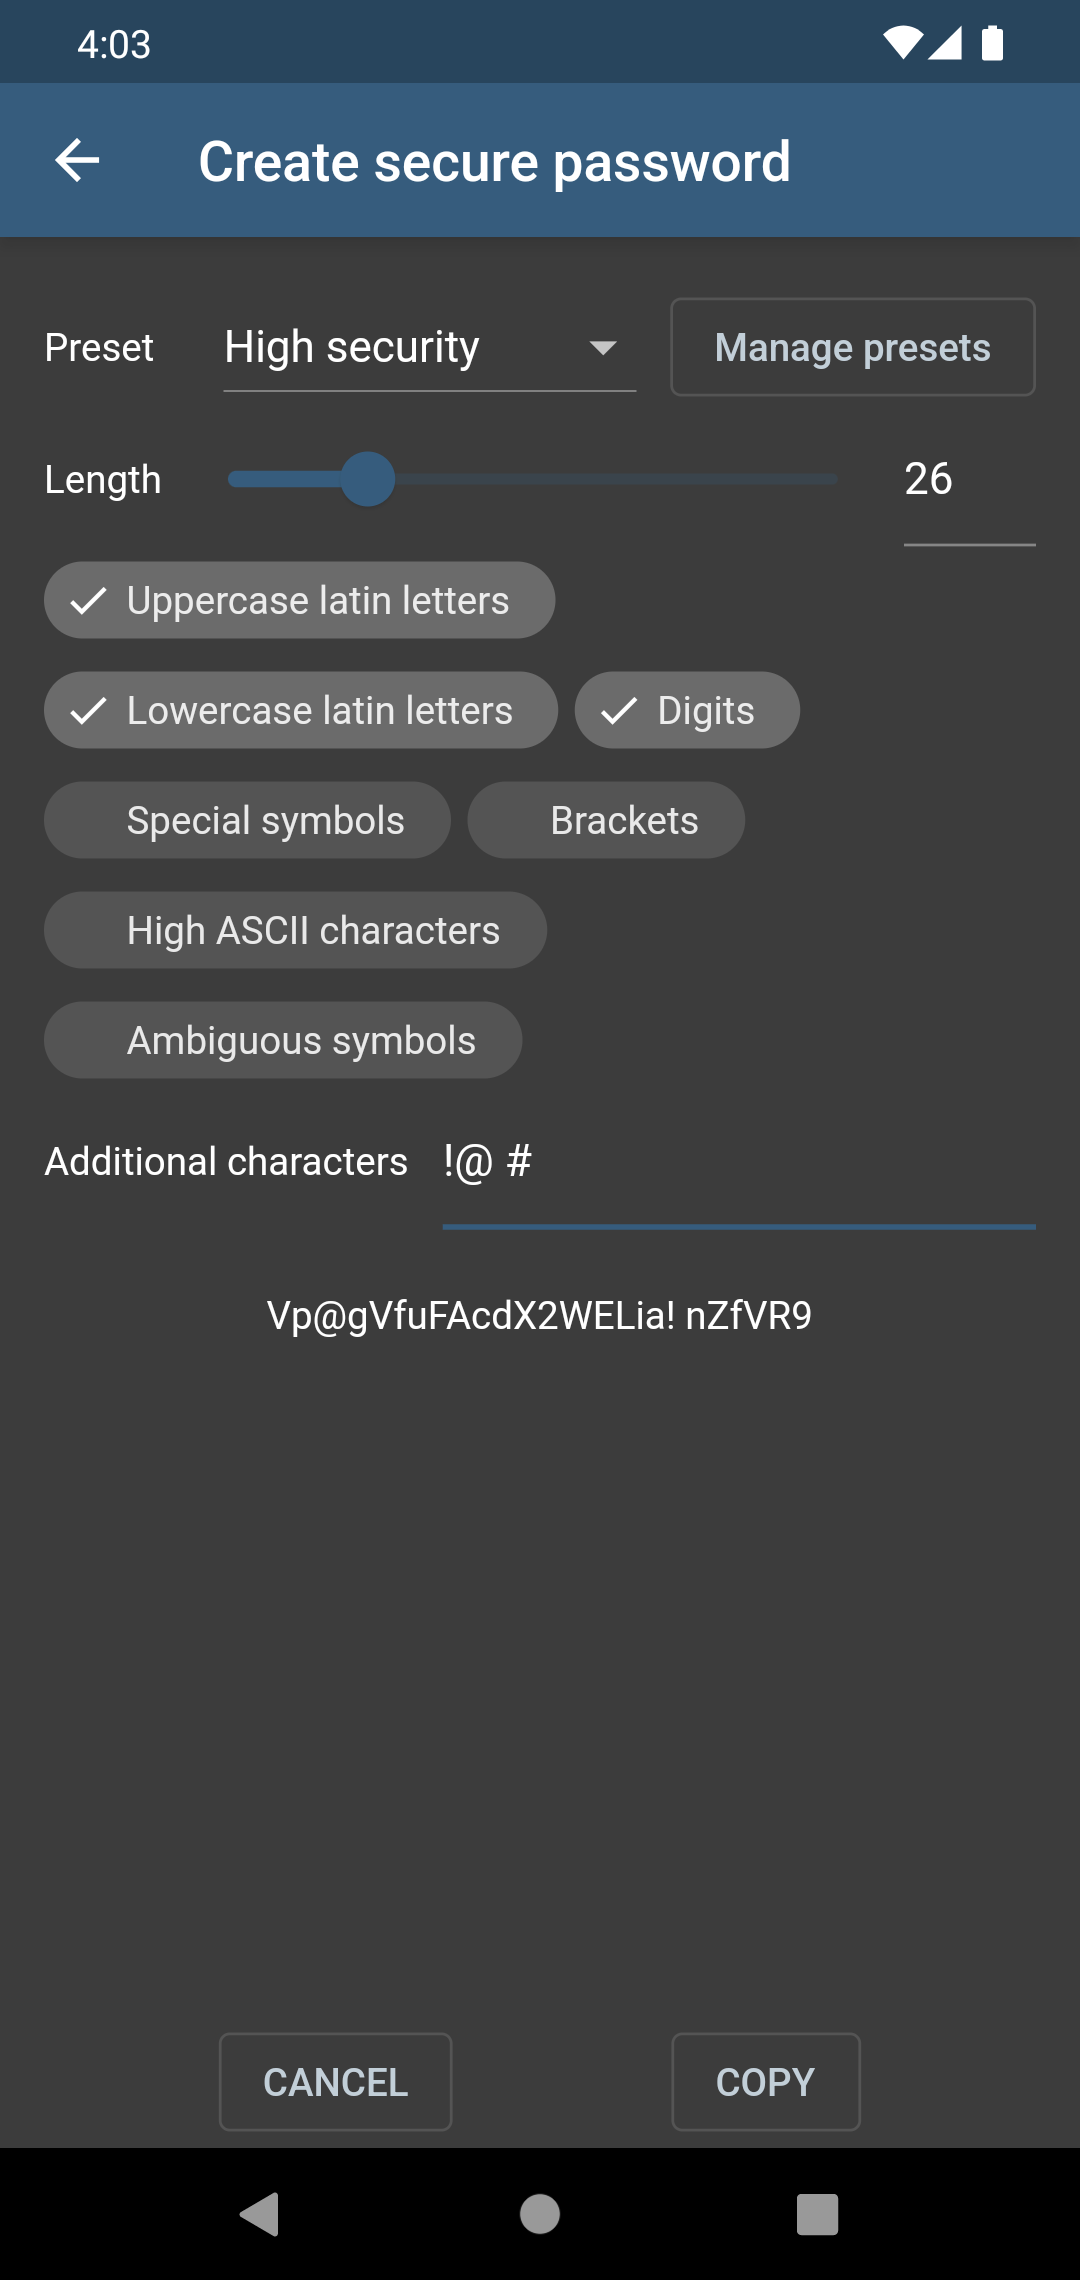 4:03
Create secure password
Preset High security Manage presets
Length 26
Uppercase latin letters
Lowercase latin letters Digits
Special symbols Brackets
High ASCII characters
Ambiguous symbols
Additional characters !@ #
Vp@gVfuFAcdX2WELia! nZfVR9
CANCEL COPY